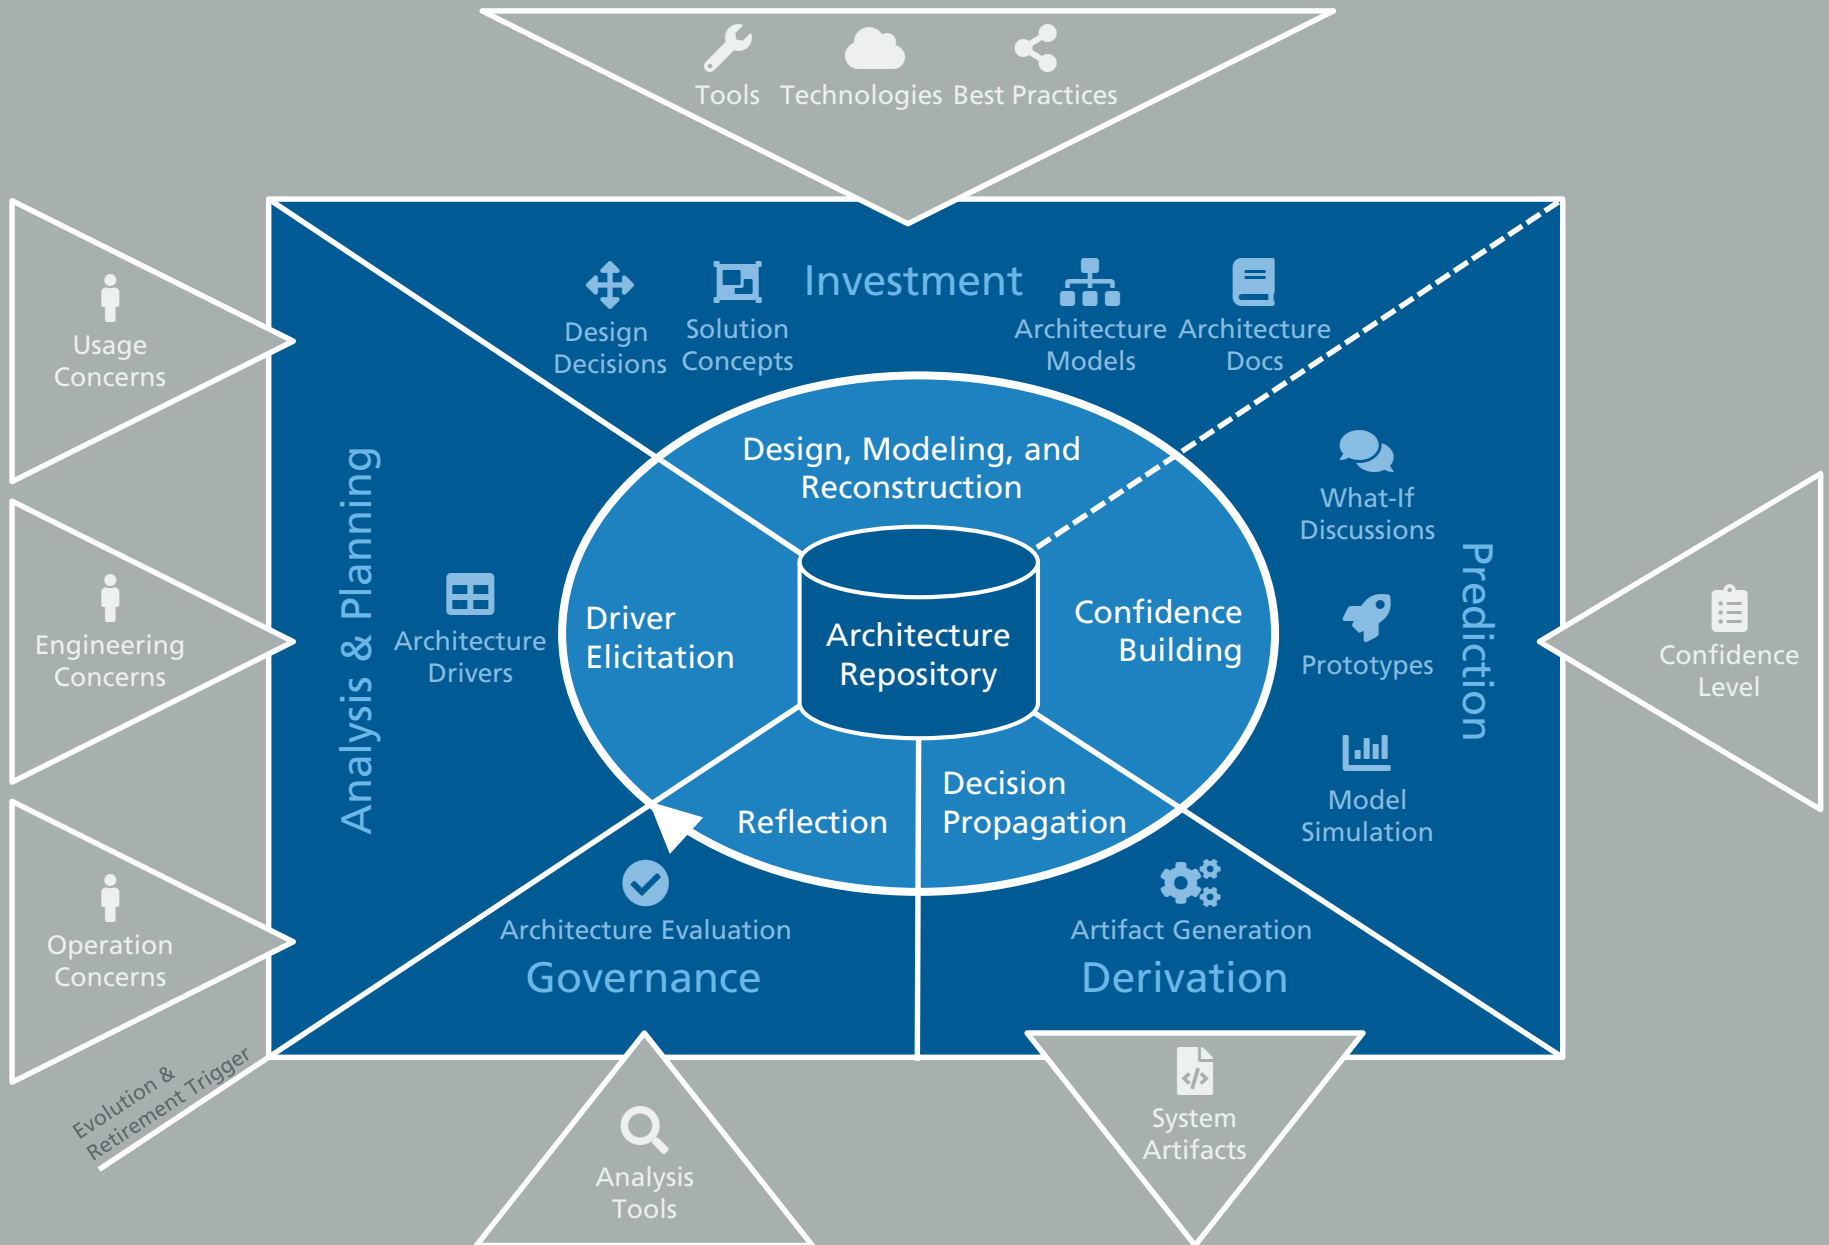 Tools
Technologies
Best Practices
Usage
Concerns
Engineering
Concerns
Operation
Concerns
Evolution &
Retirement Trigger
Analysis & Planning
Architecture
Drivers
Driver
Elicitation
Investment
Design
Decisions
Solution
Concepts
Architecture
Models
Architecture
Docs
Design, Modeling, and
Reconstruction
Architecture
Repository
Confidence
Building
What-If
Discussions
Prototypes
Model
Simulation
Prediction
Confidence
Level
Reflection
Decision
Propagation
Architecture Evaluation
Governance
Artifact Generation
Derivation
Analysis
Tools
System
Artifacts